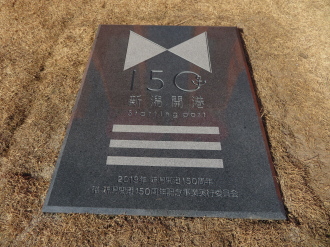 150
新潟開港
Starting port
2019年 新潟開港150周年
新潟開港150周年記念事業実行委員会